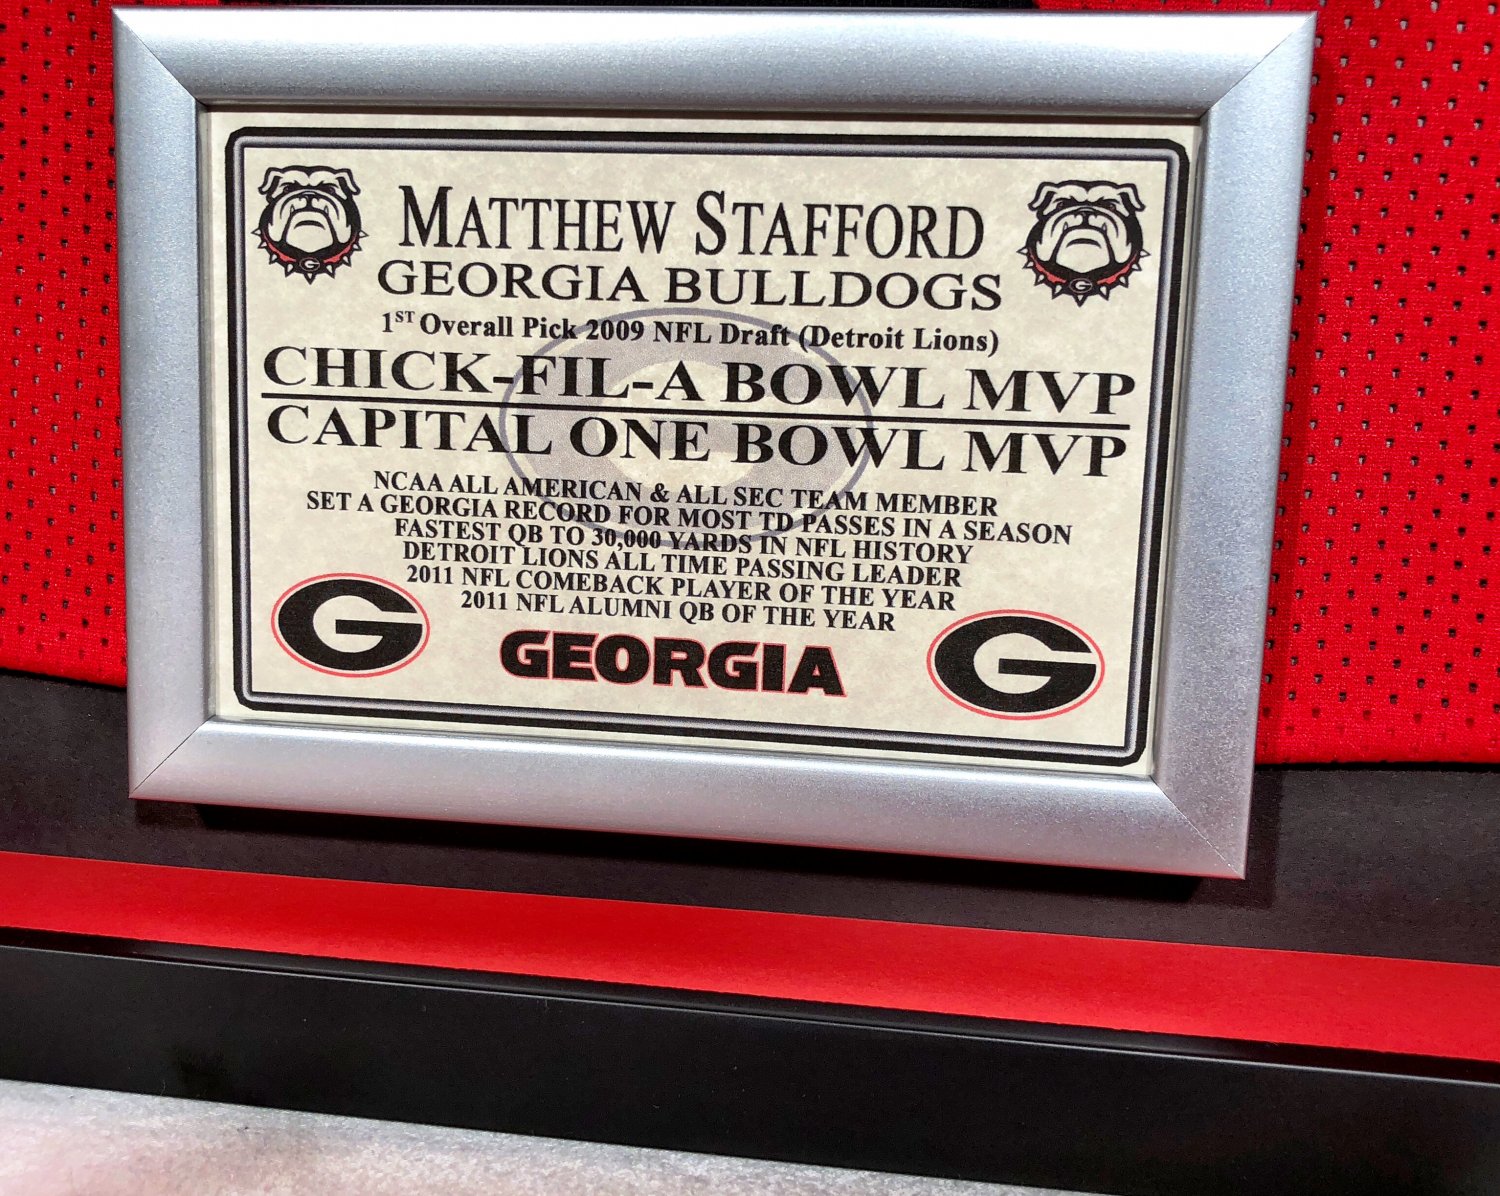 MATTHEW STAFFORD
GEORGIA BULLDOGS
1ST Overall Pick 2009 NFL Draft (Detroit Lions)
CHICK-FIL-A BOWL MVP
CAPITAL ONE BOWL MVP
NCAA ALL AMERICAN & ALL SEC TEAM MEMBER
SET A GEORGIA RECORD FOR MOST TD PASSES IN A SEASON
FASTEST QB TO 30,000 YARDS IN NFL HISTORY
DETROIT LIONS ALL TIME PASSING LEADER
2011 NFL COMEBACK PLAYER OF THE YEAR
2011 NFL ALUMNI QB OF THE YEAR
G GEORGIA G